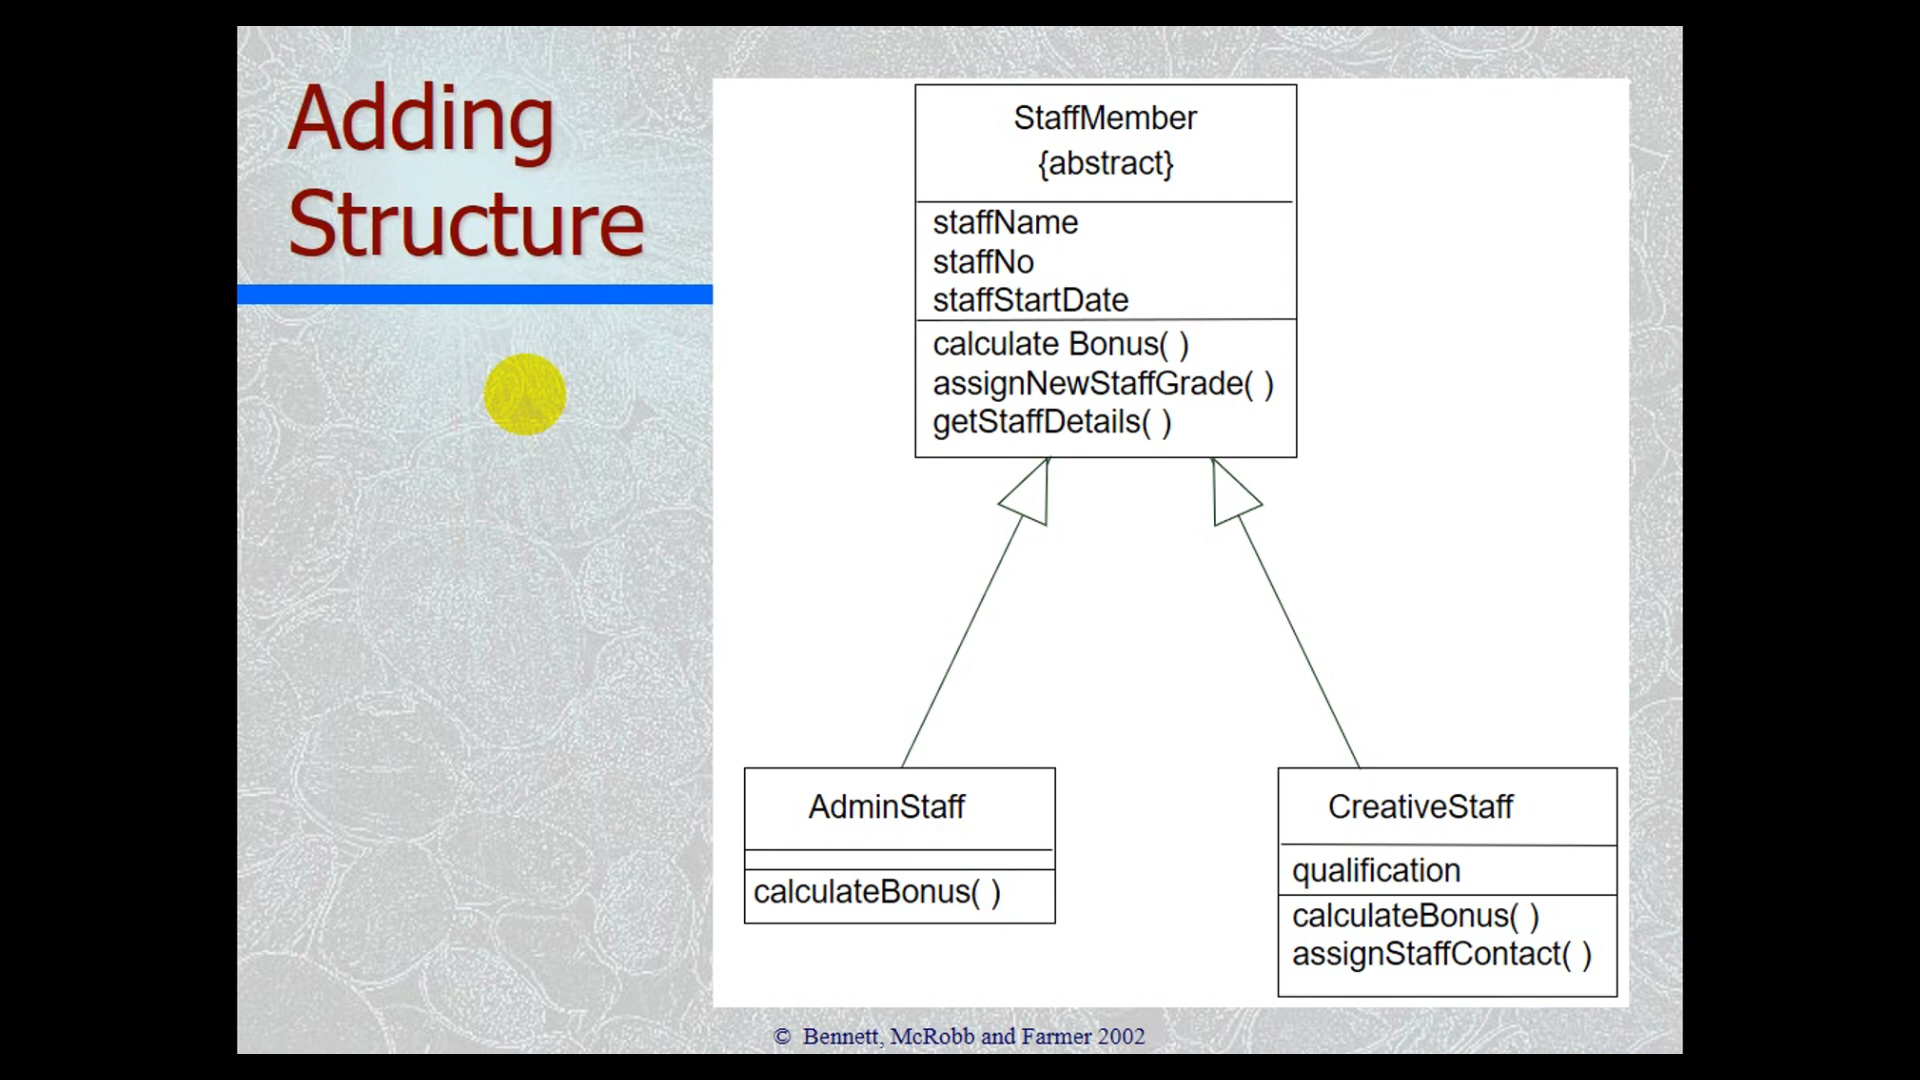 Adding
Structure
StaffMember
{abstract}
staffName
staffNo
staffStartDate
calculate Bonus( )
assignNewStaffGrade( )
getStaffDetails( )
AdminStaff
calculateBonus( )
CreativeStaff
qualification
calculateBonus( )
assignStaffContact( )
© Bennett, McRobb and Farmer 2002